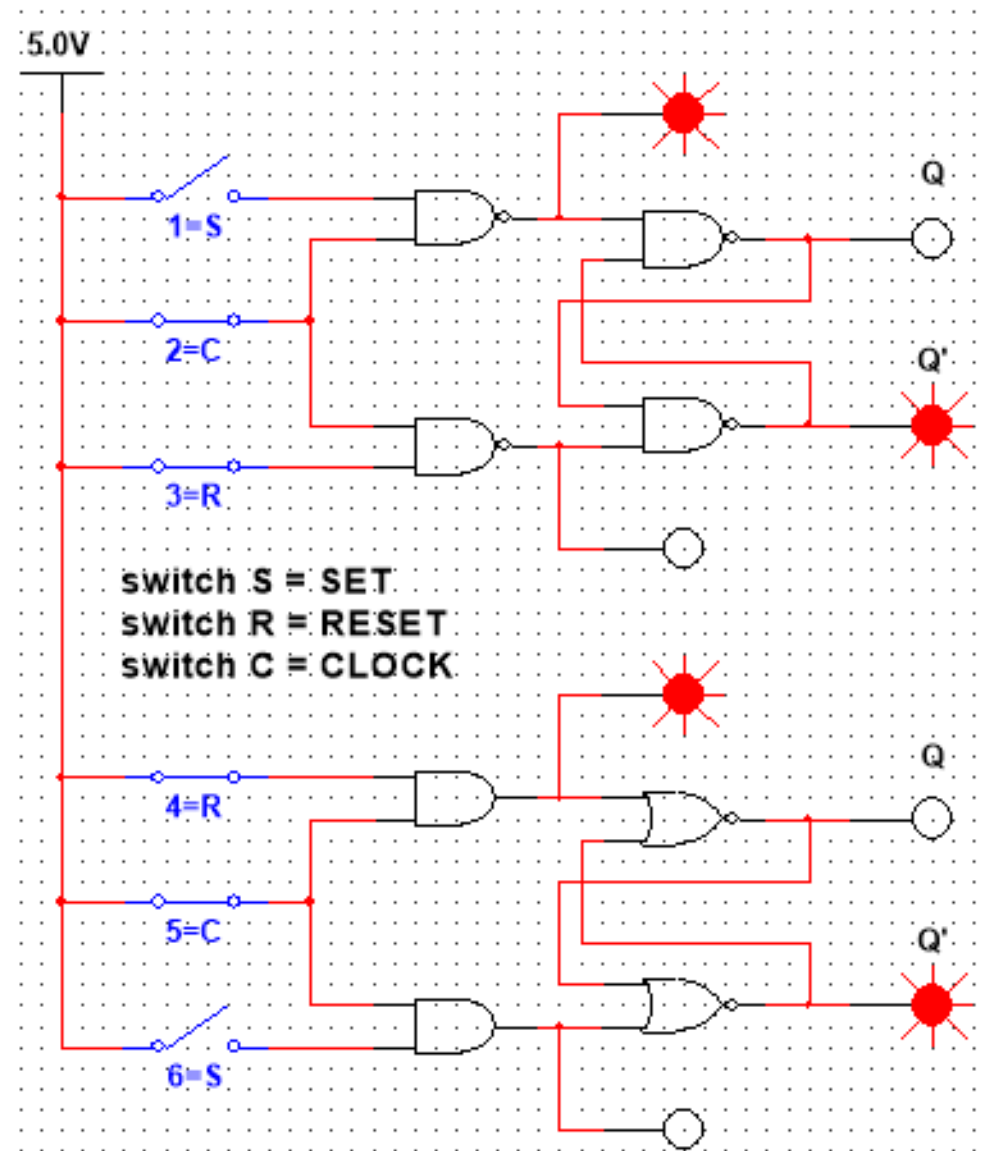 5.0V
1=S
Q
2=C
Q'
3=R
switch S = SET
switch R = RESET
switch C = CLOCK
Q
4=R
5=C
Q'
6=S